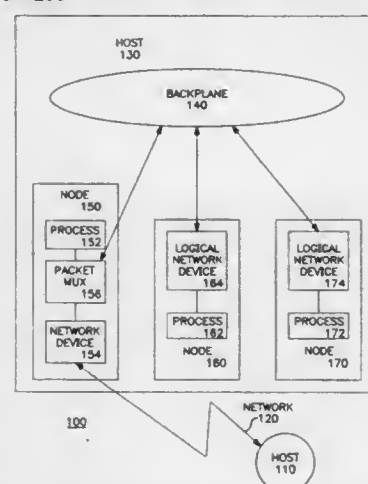 HOST
130
BACKPLANE
140
NODE
150
PROCESS
152
PACKET
MUX
156
NETWORK
DEVICE
154
LOGICAL
NETWORK
DEVICE
164
PROCESS
162
NODE
160
LOGICAL
NETWORK
DEVICE
174
PROCESS
172
NODE
170
100
NETWORK
120
HOST
110